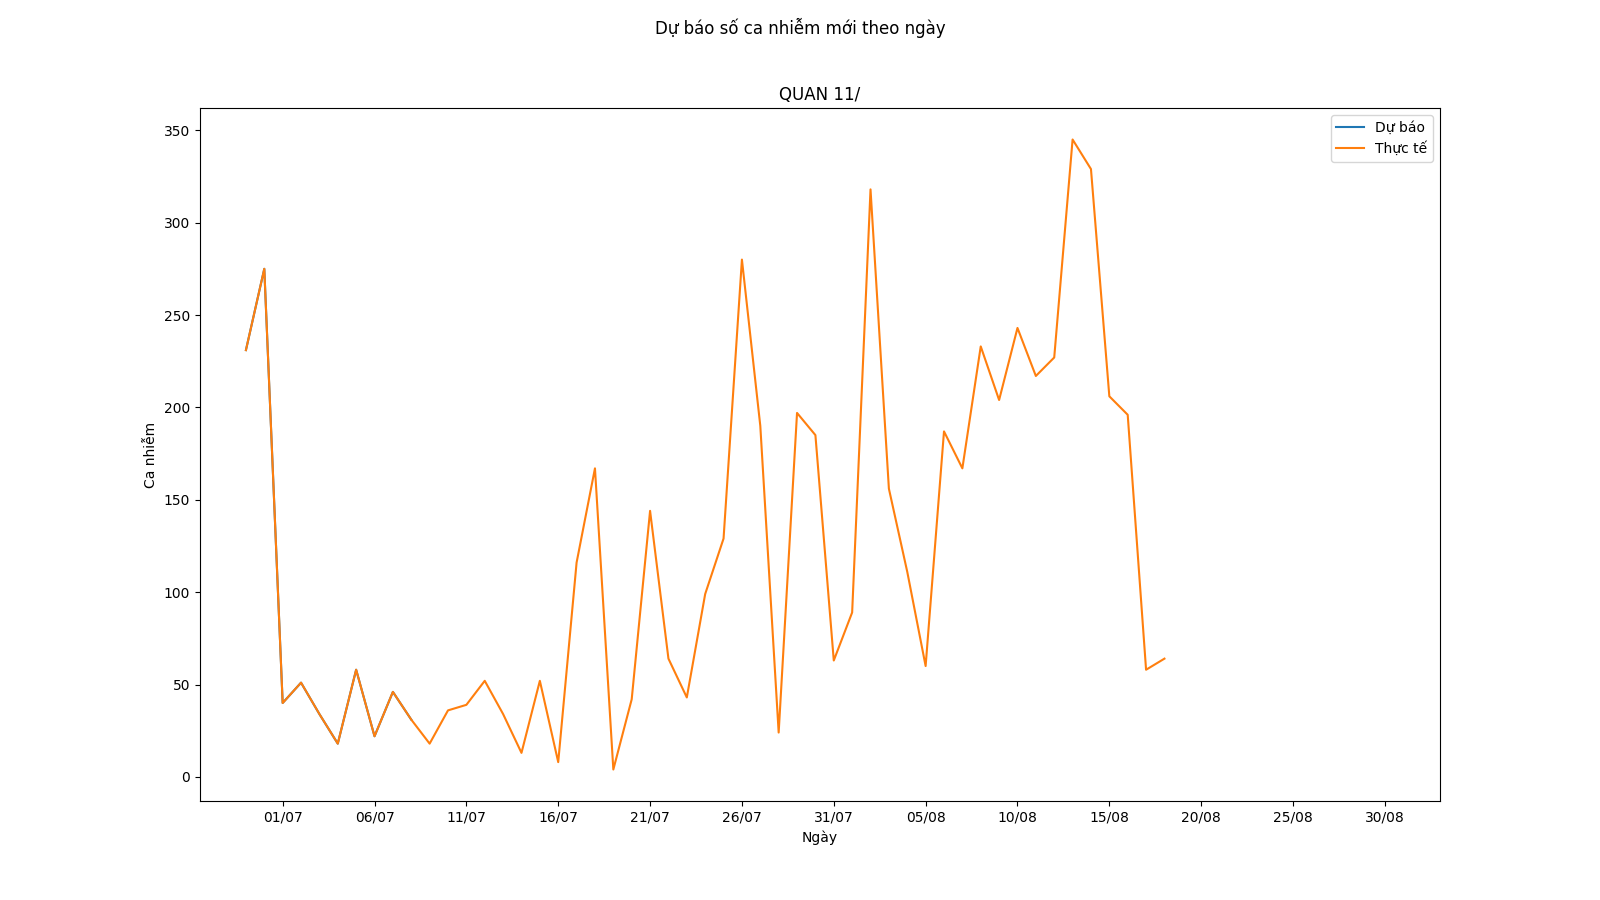 Dự báo số ca nhiễm mới theo ngày
QUAN 11/
Dự báo
Thực tế
350
300
250
200
150
100
50
0
Ca nhiễm
01/07 06/07 11/07 16/07 21/07 26/07 31/07 05/08 10/08 15/08 20/08 25/08 30/08
Ngày